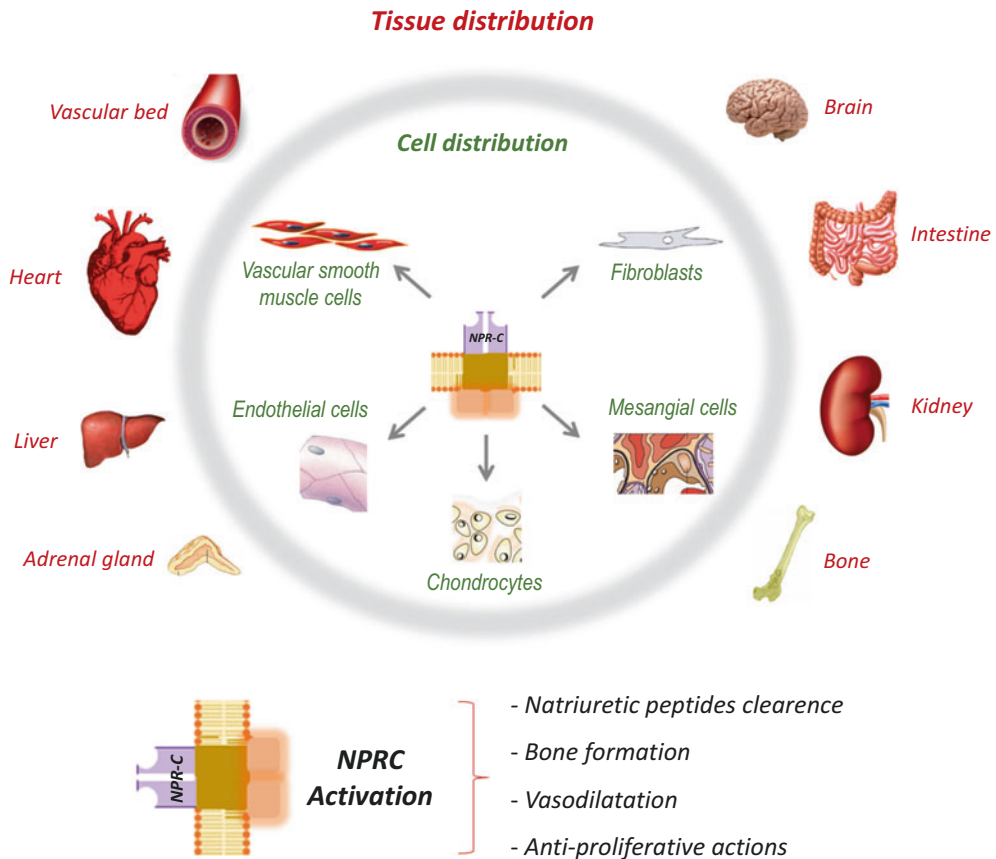 Tissue distribution
Vascular bed
Brain
Cell distribution
Heart
Vascular smooth
muscle cells
Fibroblasts
Intestine
NPR-C
Liver
Endothelial cells
Mesangial cells
Kidney
Adrenal gland
Chondrocytes
Bone
NPR-C
NPRC
Activation
- Natriuretic peptides clearence
- Bone formation
- Vasodilatation
- Anti-proliferative actions